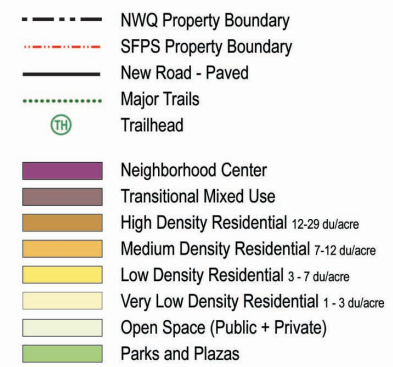 NWQ Property Boundary
SFPS Property Boundary
New Road - Paved
Major Trails
TH Trailhead
Neighborhood Center
Transitional Mixed Use
High Density Residential 12-29 du/acre
Medium Density Residential 7-12 du/acre
Low Density Residential 3 - 7 du/acre
Very Low Density Residential 1 - 3 du/acre
Open Space (Public + Private)
Parks and Plazas